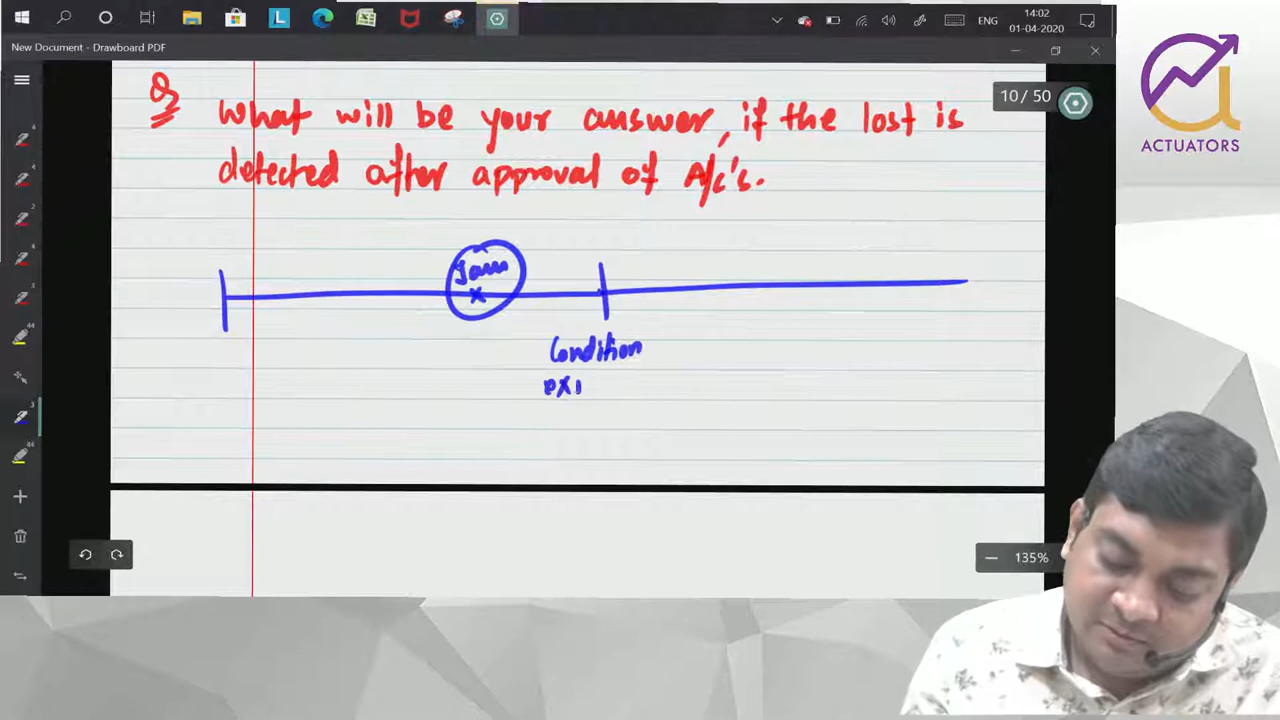 14:02
ENG
01-04-2020
New Document - Drawboard PDF
10 / 50
Q
What will be your answer, if the lost is
detected after approval of A/c's.
Condition
exi
135%
ACTUATORS